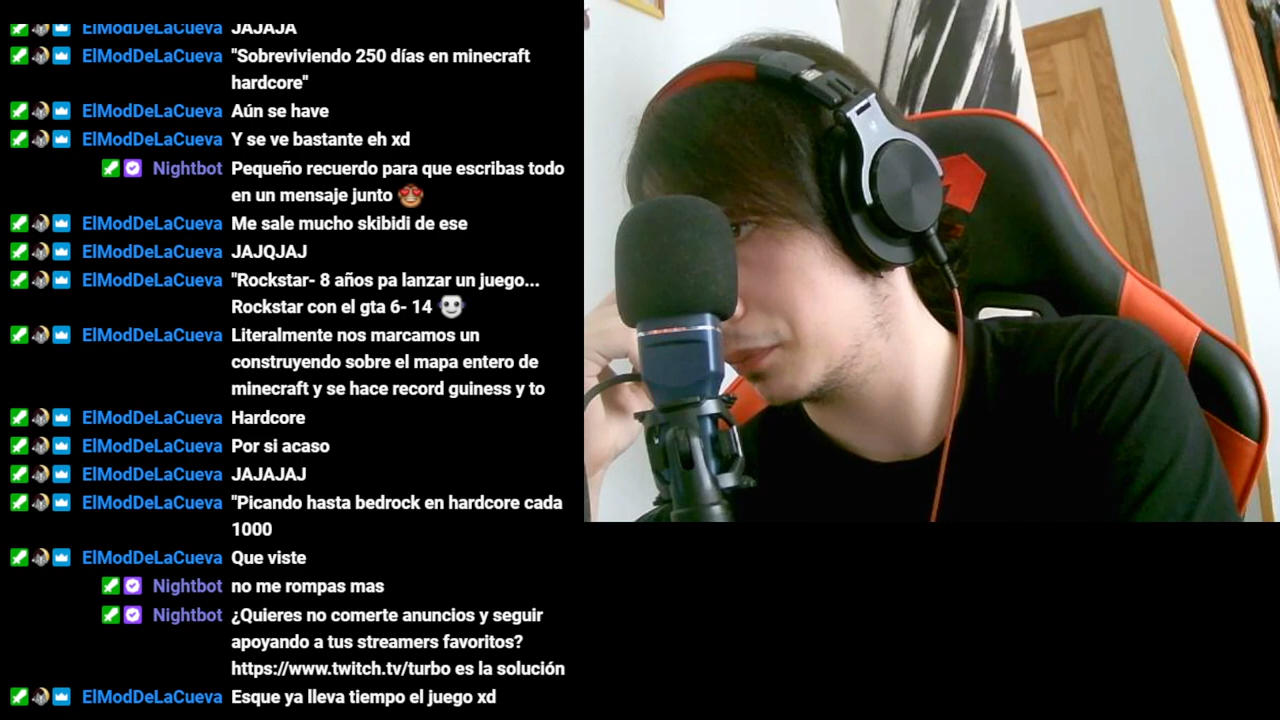 ElModDeLaCueva JAJAJA
ElModDeLaCueva "Sobreviviendo 250 días en minecraft
hardcore"
ElModDeLaCueva Aún se have
ElModDeLaCueva Y se ve bastante eh xd
Nightbot Pequeño recuerdo para que escribas todo
en un mensaje junto
ElModDeLaCueva Me sale mucho skibidi de ese
ElModDeLaCueva JAJQJAJ
ElModDeLaCueva "Rockstar- 8 años pa lanzar un juego...
Rockstar con el gta 6- 14
ElModDeLaCueva Literalmente nos marcamos un
construyendo sobre el mapa entero de
minecraft y se hace record guiness y to
ElModDeLaCueva Hardcore
ElModDeLaCueva Por si acaso
ElModDeLaCueva JAJAJAJ
ElModDeLaCueva "Picando hasta bedrock en hardcore cada
1000
ElModDeLaCueva Que viste
Nightbot no me rompas mas
Nightbot ¿Quieres no comerte anuncios y seguir
apoyando a tus streamers favoritos?
https://www.twitch.tv/turbo es la solución
ElModDeLaCueva Esque ya lleva tiempo el juego xd